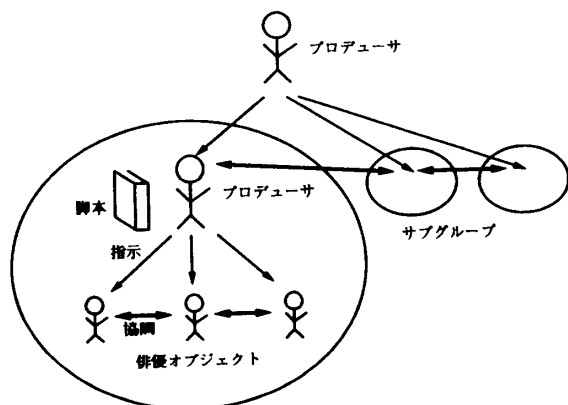 プロデューサ
プロデューサ
脚本
サブグループ
指示
協調
俳優オブジェクト